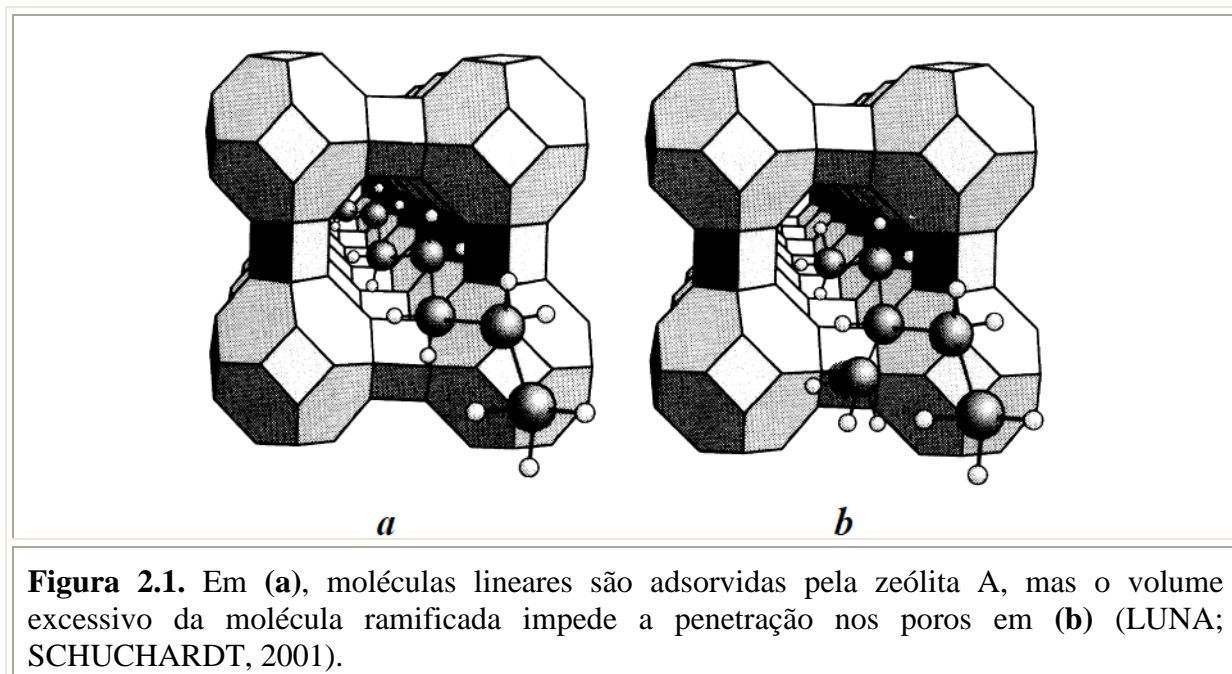 a
b
Figura 2.1. Em (a), moléculas lineares são adsorvidas pela zeólita A, mas o volume
excessivo da molécula ramificada impede a penetração nos poros em (b) (LUNA;
SCHUCHARDT, 2001).